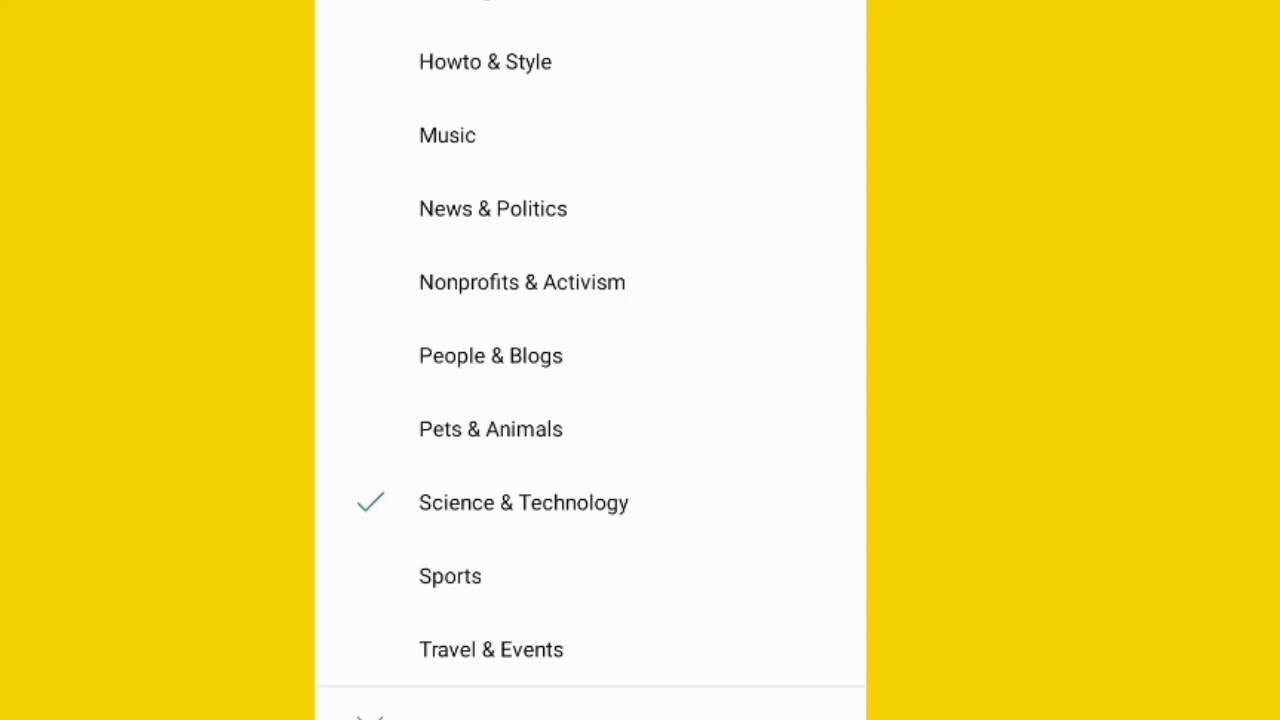 Howto & Style
Music
News & Politics
Nonprofits & Activism
People & Blogs
Pets & Animals
Science & Technology
Sports
Travel & Events